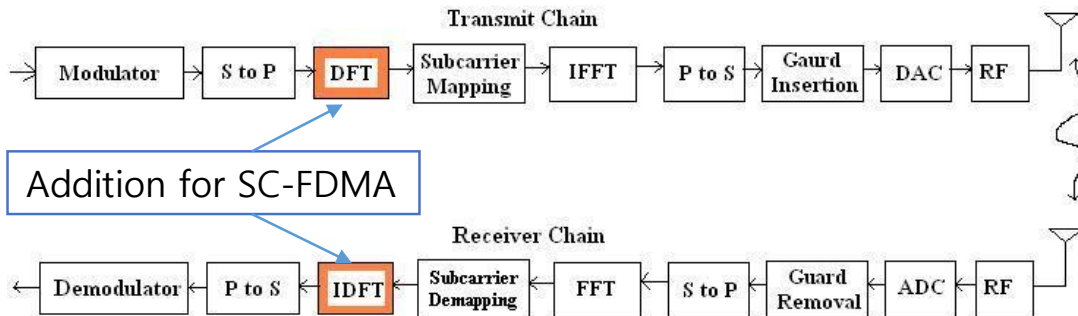 Transmit Chain
Modulator
S to P
DFT
Subcarrier
Mapping
IFFT
P to S
Gaurd
Insertion
DAC
RF
Addition for SC-FDMA
Receiver Chain
Demodulator
P to S
IDFT
Subcarrier
Demapping
FFT
S to P
Guard
Removal
ADC
RF